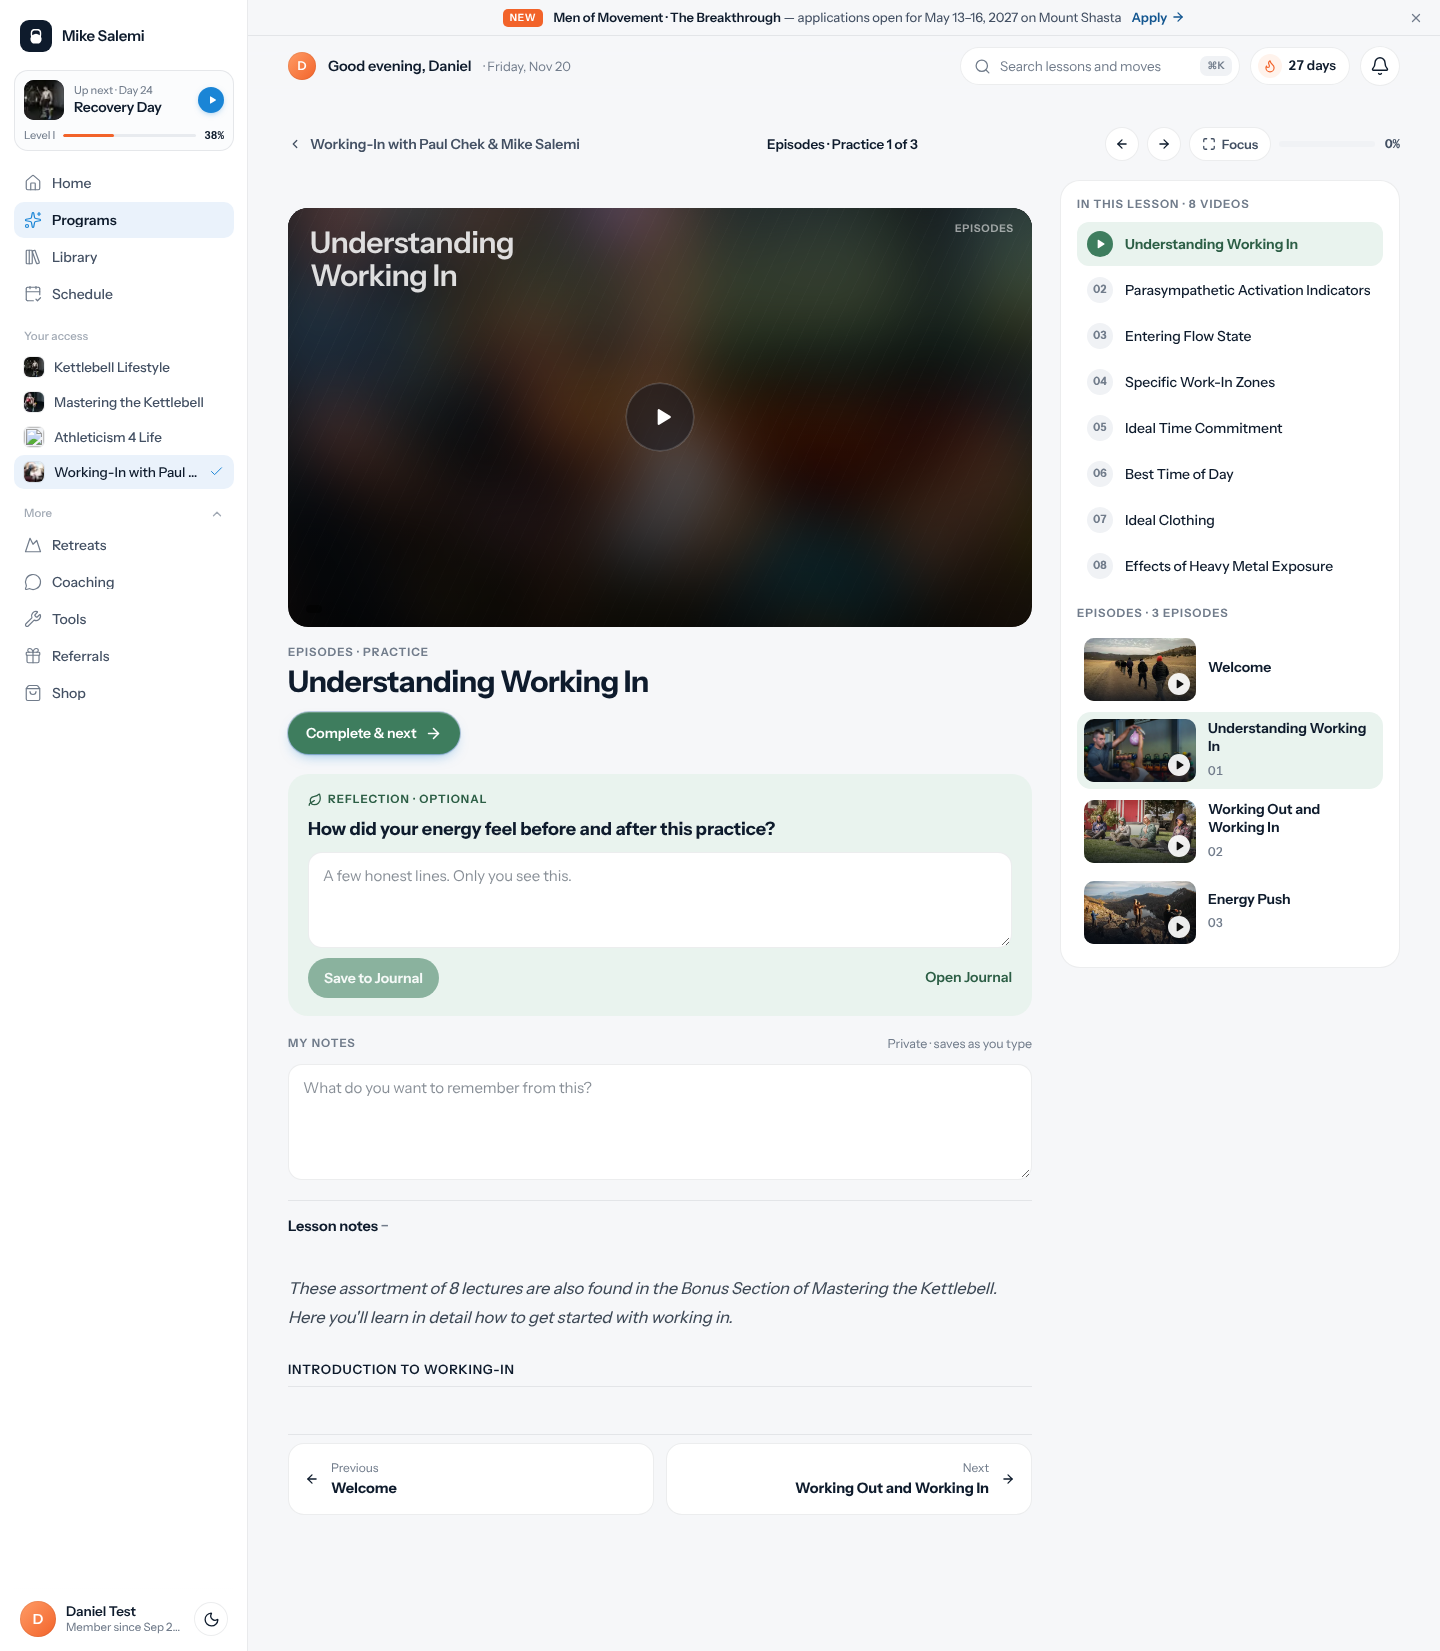 Mike Salemi
Up next · Day 24
Recovery Day
Level I
38%
Home
Programs
Library
Schedule
Your access
Kettlebell Lifestyle
Mastering the Kettlebell
Athleticism 4 Life
Working-In with Paul ...
More
Retreats
Coaching
Tools
Referrals
Shop
Daniel Test
Member since Sep 2...
NEW Men of Movement · The Breakthrough — applications open for May 13–16, 2027 on Mount Shasta Apply →
D Good evening, Daniel · Friday, Nov 20
Search lessons and moves ⌘K
27 days
Working-In with Paul Chek & Mike Salemi
Episodes · Practice 1 of 3
Focus
0%
Understanding
Working In
EPISODES
EPISODES · PRACTICE
Understanding Working In
Complete & next →
REFLECTION · OPTIONAL
How did your energy feel before and after this practice?
A few honest lines. Only you see this.
Save to Journal
Open Journal
MY NOTES
Private · saves as you type
What do you want to remember from this?
Lesson notes –
These assortment of 8 lectures are also found in the Bonus Section of Mastering the Kettlebell.
Here you'll learn in detail how to get started with working in.
INTRODUCTION TO WORKING-IN
Previous
Welcome
Next
Working Out and Working In
IN THIS LESSON · 8 VIDEOS
Understanding Working In
02 Parasympathetic Activation Indicators
03 Entering Flow State
04 Specific Work-In Zones
05 Ideal Time Commitment
06 Best Time of Day
07 Ideal Clothing
08 Effects of Heavy Metal Exposure
EPISODES · 3 EPISODES
Welcome
Understanding Working
In
01
Working Out and
Working In
02
Energy Push
03
D